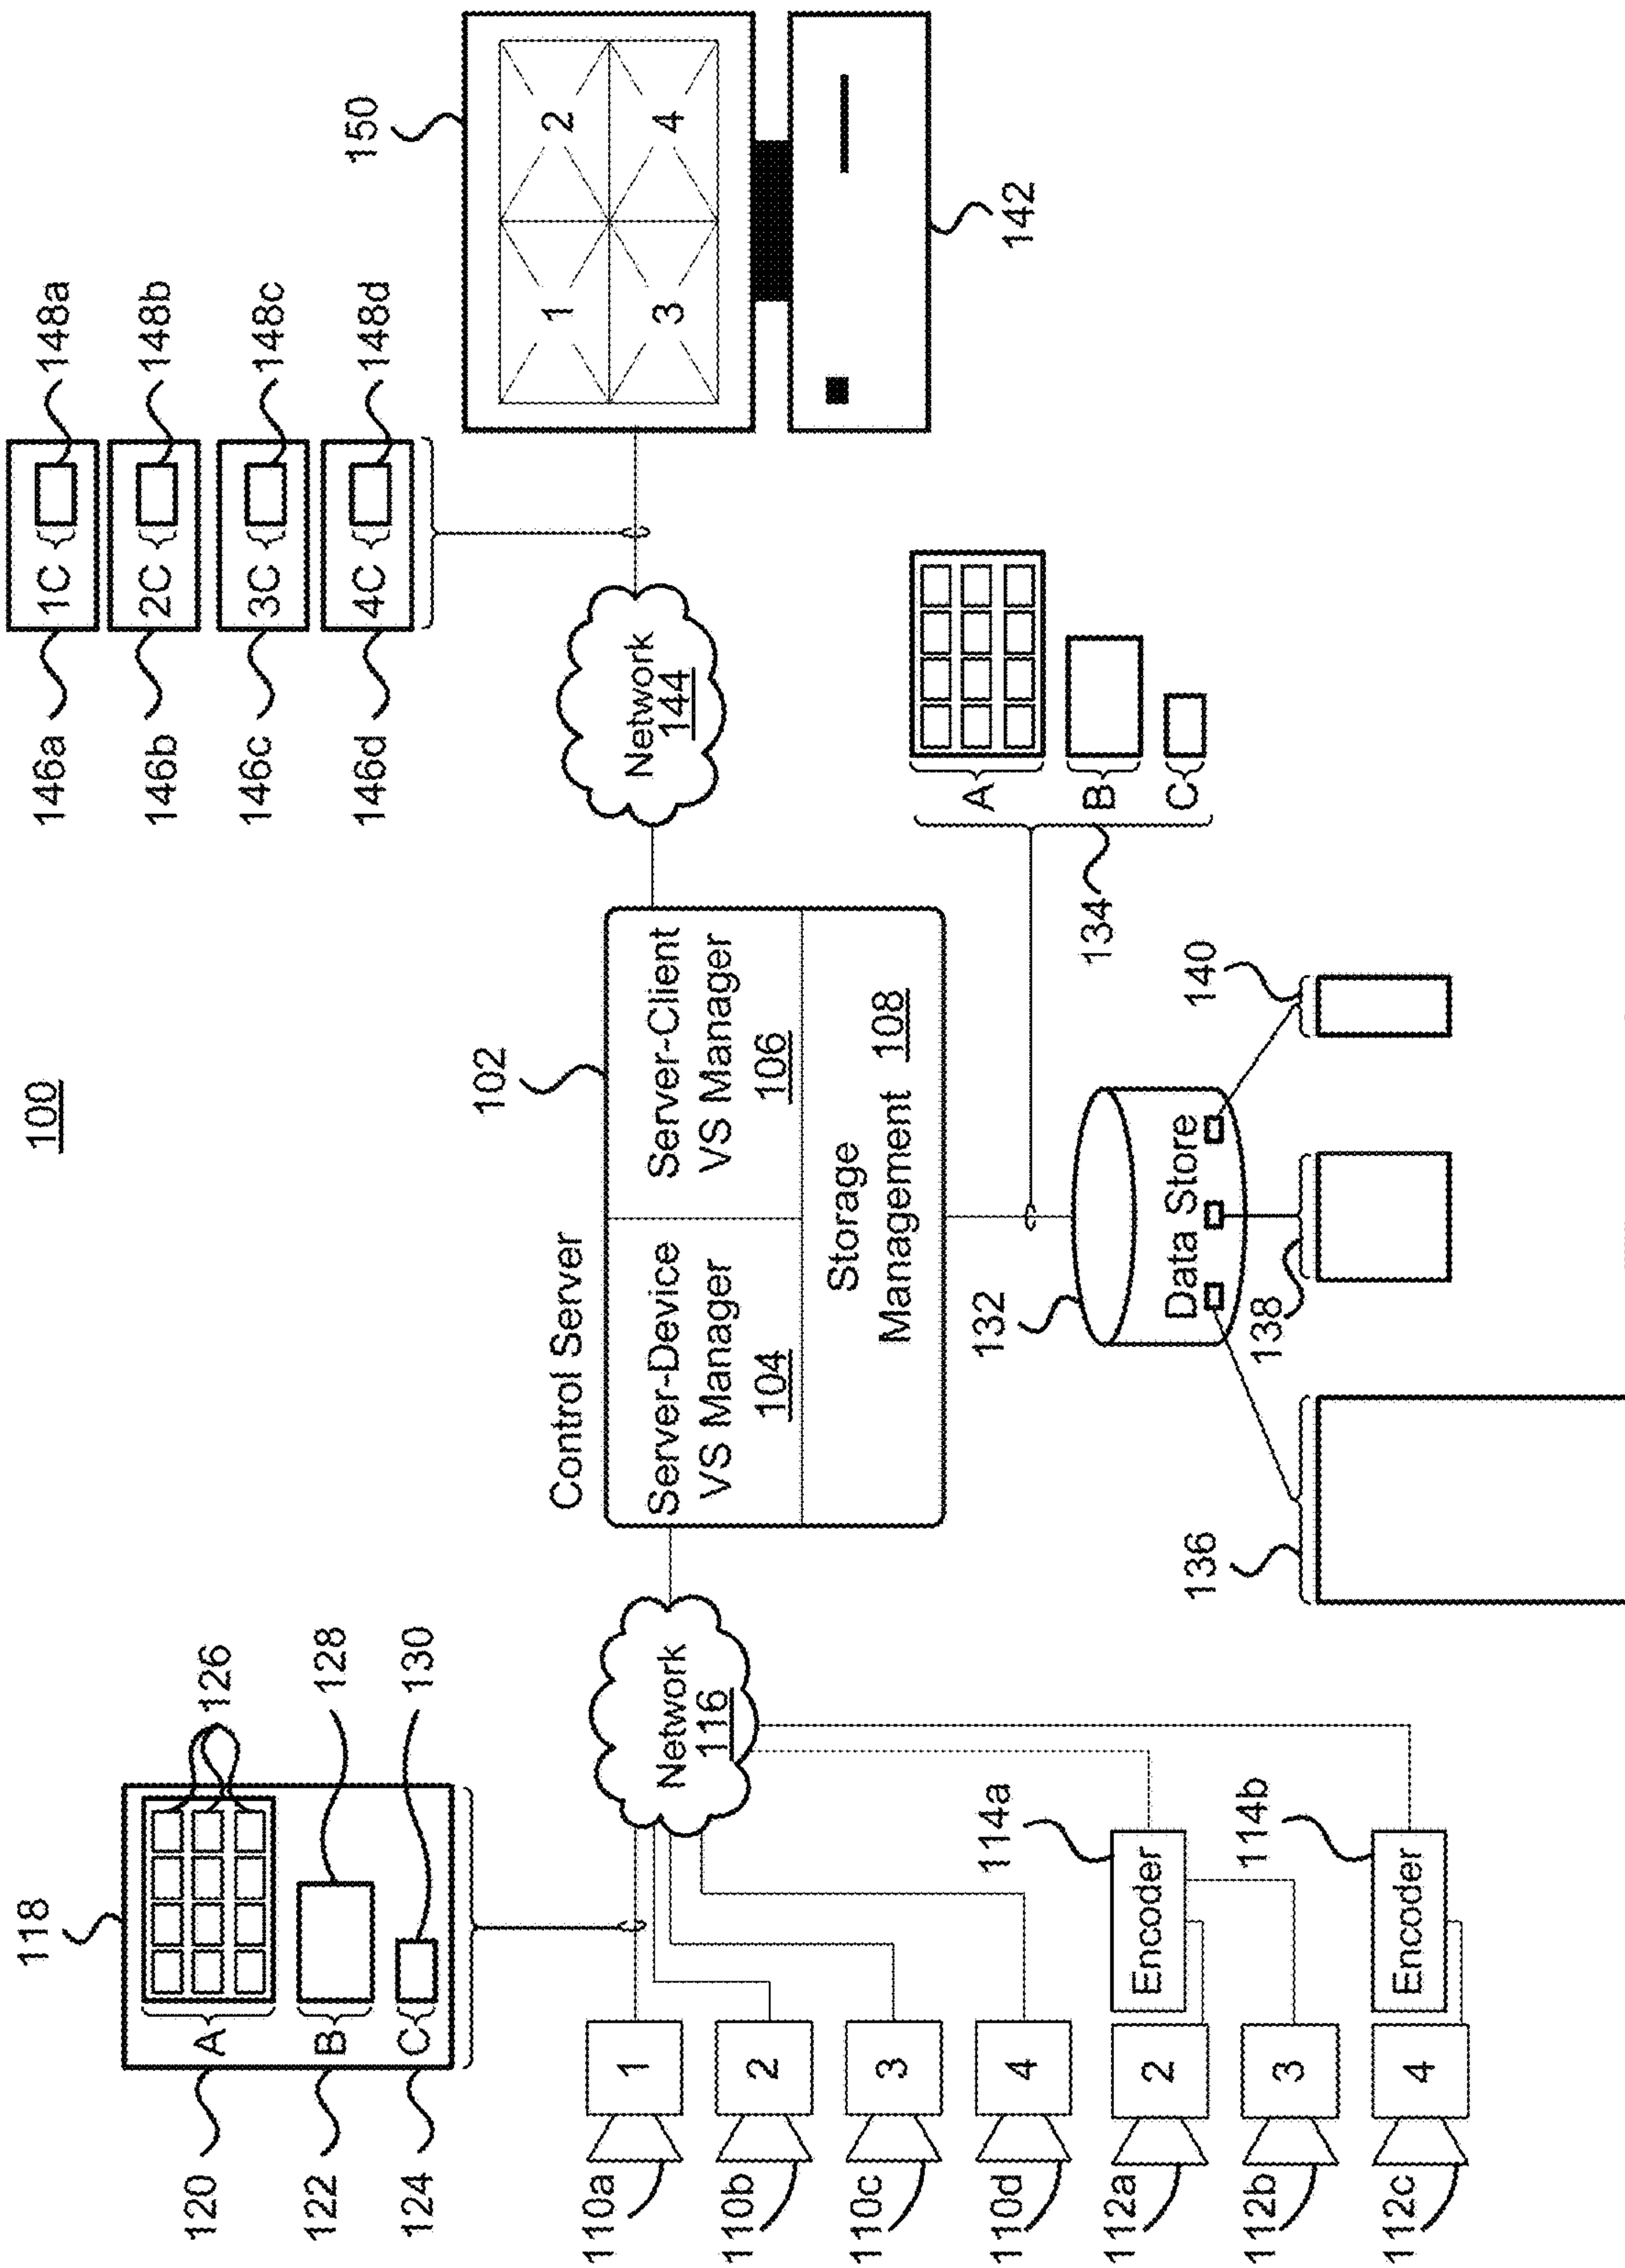 100
118
120
A
126
122
B
128
124
C
130
110a
1
110b
2
110c
3
110d
4
112a
2
112b
3
112c
4
Encoder
114a
Encoder
114b
Network
116
Control Server
102
Server-Device
VS Manager
104
Server-Client
VS Manager
106
Storage
Management
108
132
Data Store
136
138
140
134
A
B
C
Network
144
146a
1C
148a
146b
2C
148b
146c
3C
148c
146d
4C
148d
150
1
2
3
4
142